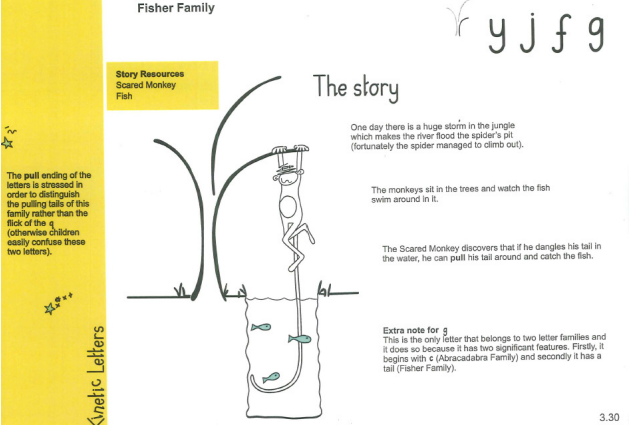 Fisher Family
y j f g
Story Resources
Scared Monkey
Fish
The story
One day there is a huge storm in the jungle
which makes the river flood the spider's pit
(fortunately the spider managed to climb out).
The pull ending of the
letters is stressed in
order to distinguish
the pulling tails of this
family rather than the
flick of the q
(otherwise children
easily confuse these
two letters).
The monkeys sit in the trees and watch the fish
swim around in it.
The Scared Monkey discovers that if he dangles his tail in
the water, he can pull his tail around and catch the fish.
Extra note for g
This is the only letter that belongs to two letter families and
it does so because it has two significant features. Firstly, it
begins with c (Abracadabra Family) and secondly it has a
tail (Fisher Family).
Kinetic Letters
3.30